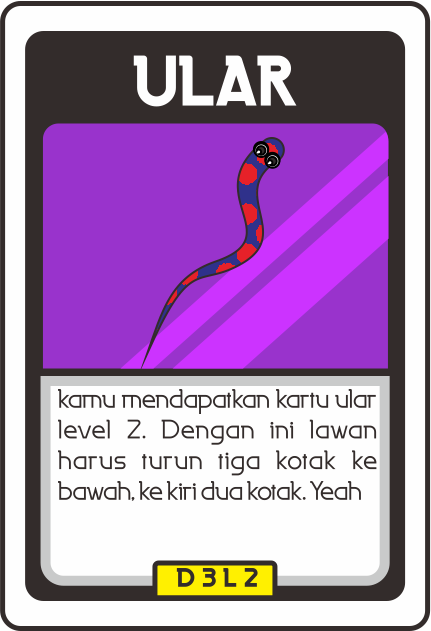 ULAR
kamu mendapatkan kartu ular
level 2. Dengan ini lawan
harus turun tiga kotak ke
bawah, ke kiri dua kotak. Yeah
D3L2